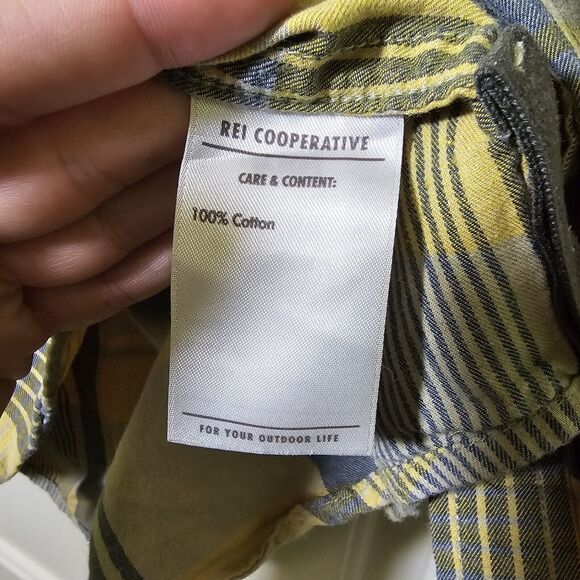 REI COOPERATIVE
CARE & CONTENT:
100% Cotton
FOR YOUR OUTDOOR LIFE